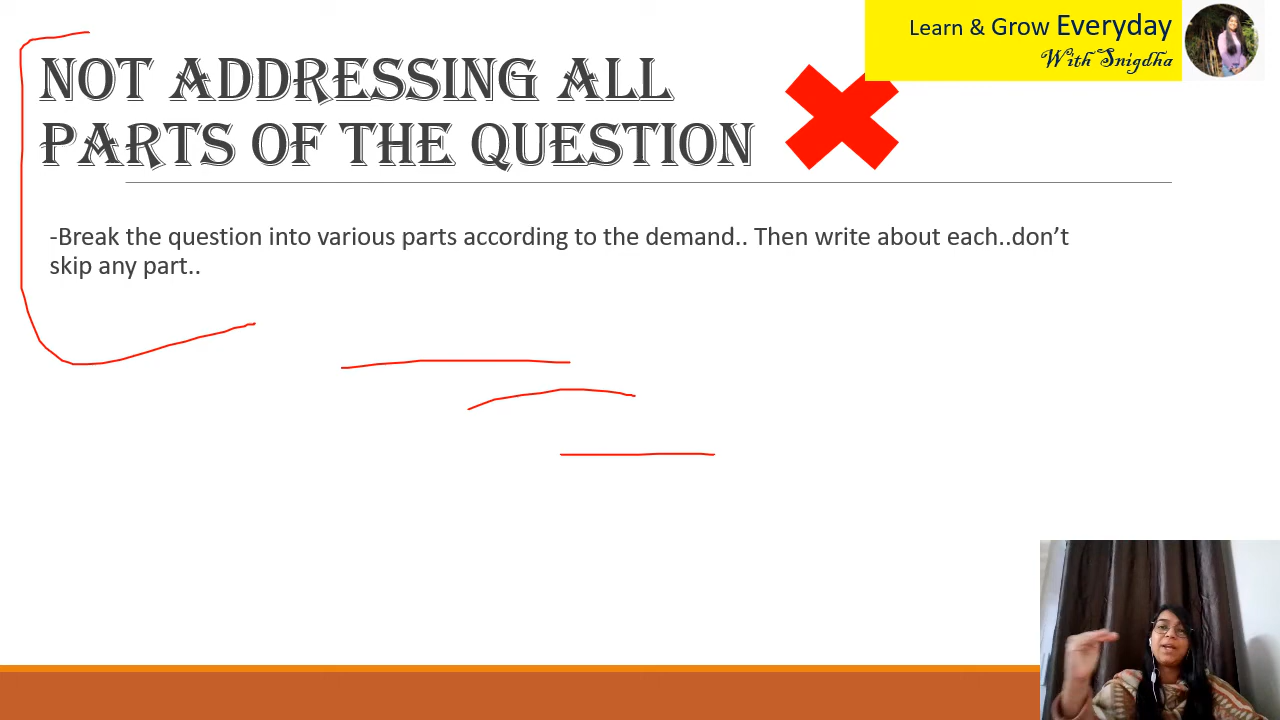 Learn & Grow Everyday
With Snigdha
NOT ADDRESSING ALL
PARTS OF THE QUESTION
-Break the question into various parts according to the demand.. Then write about each..don’t
skip any part..